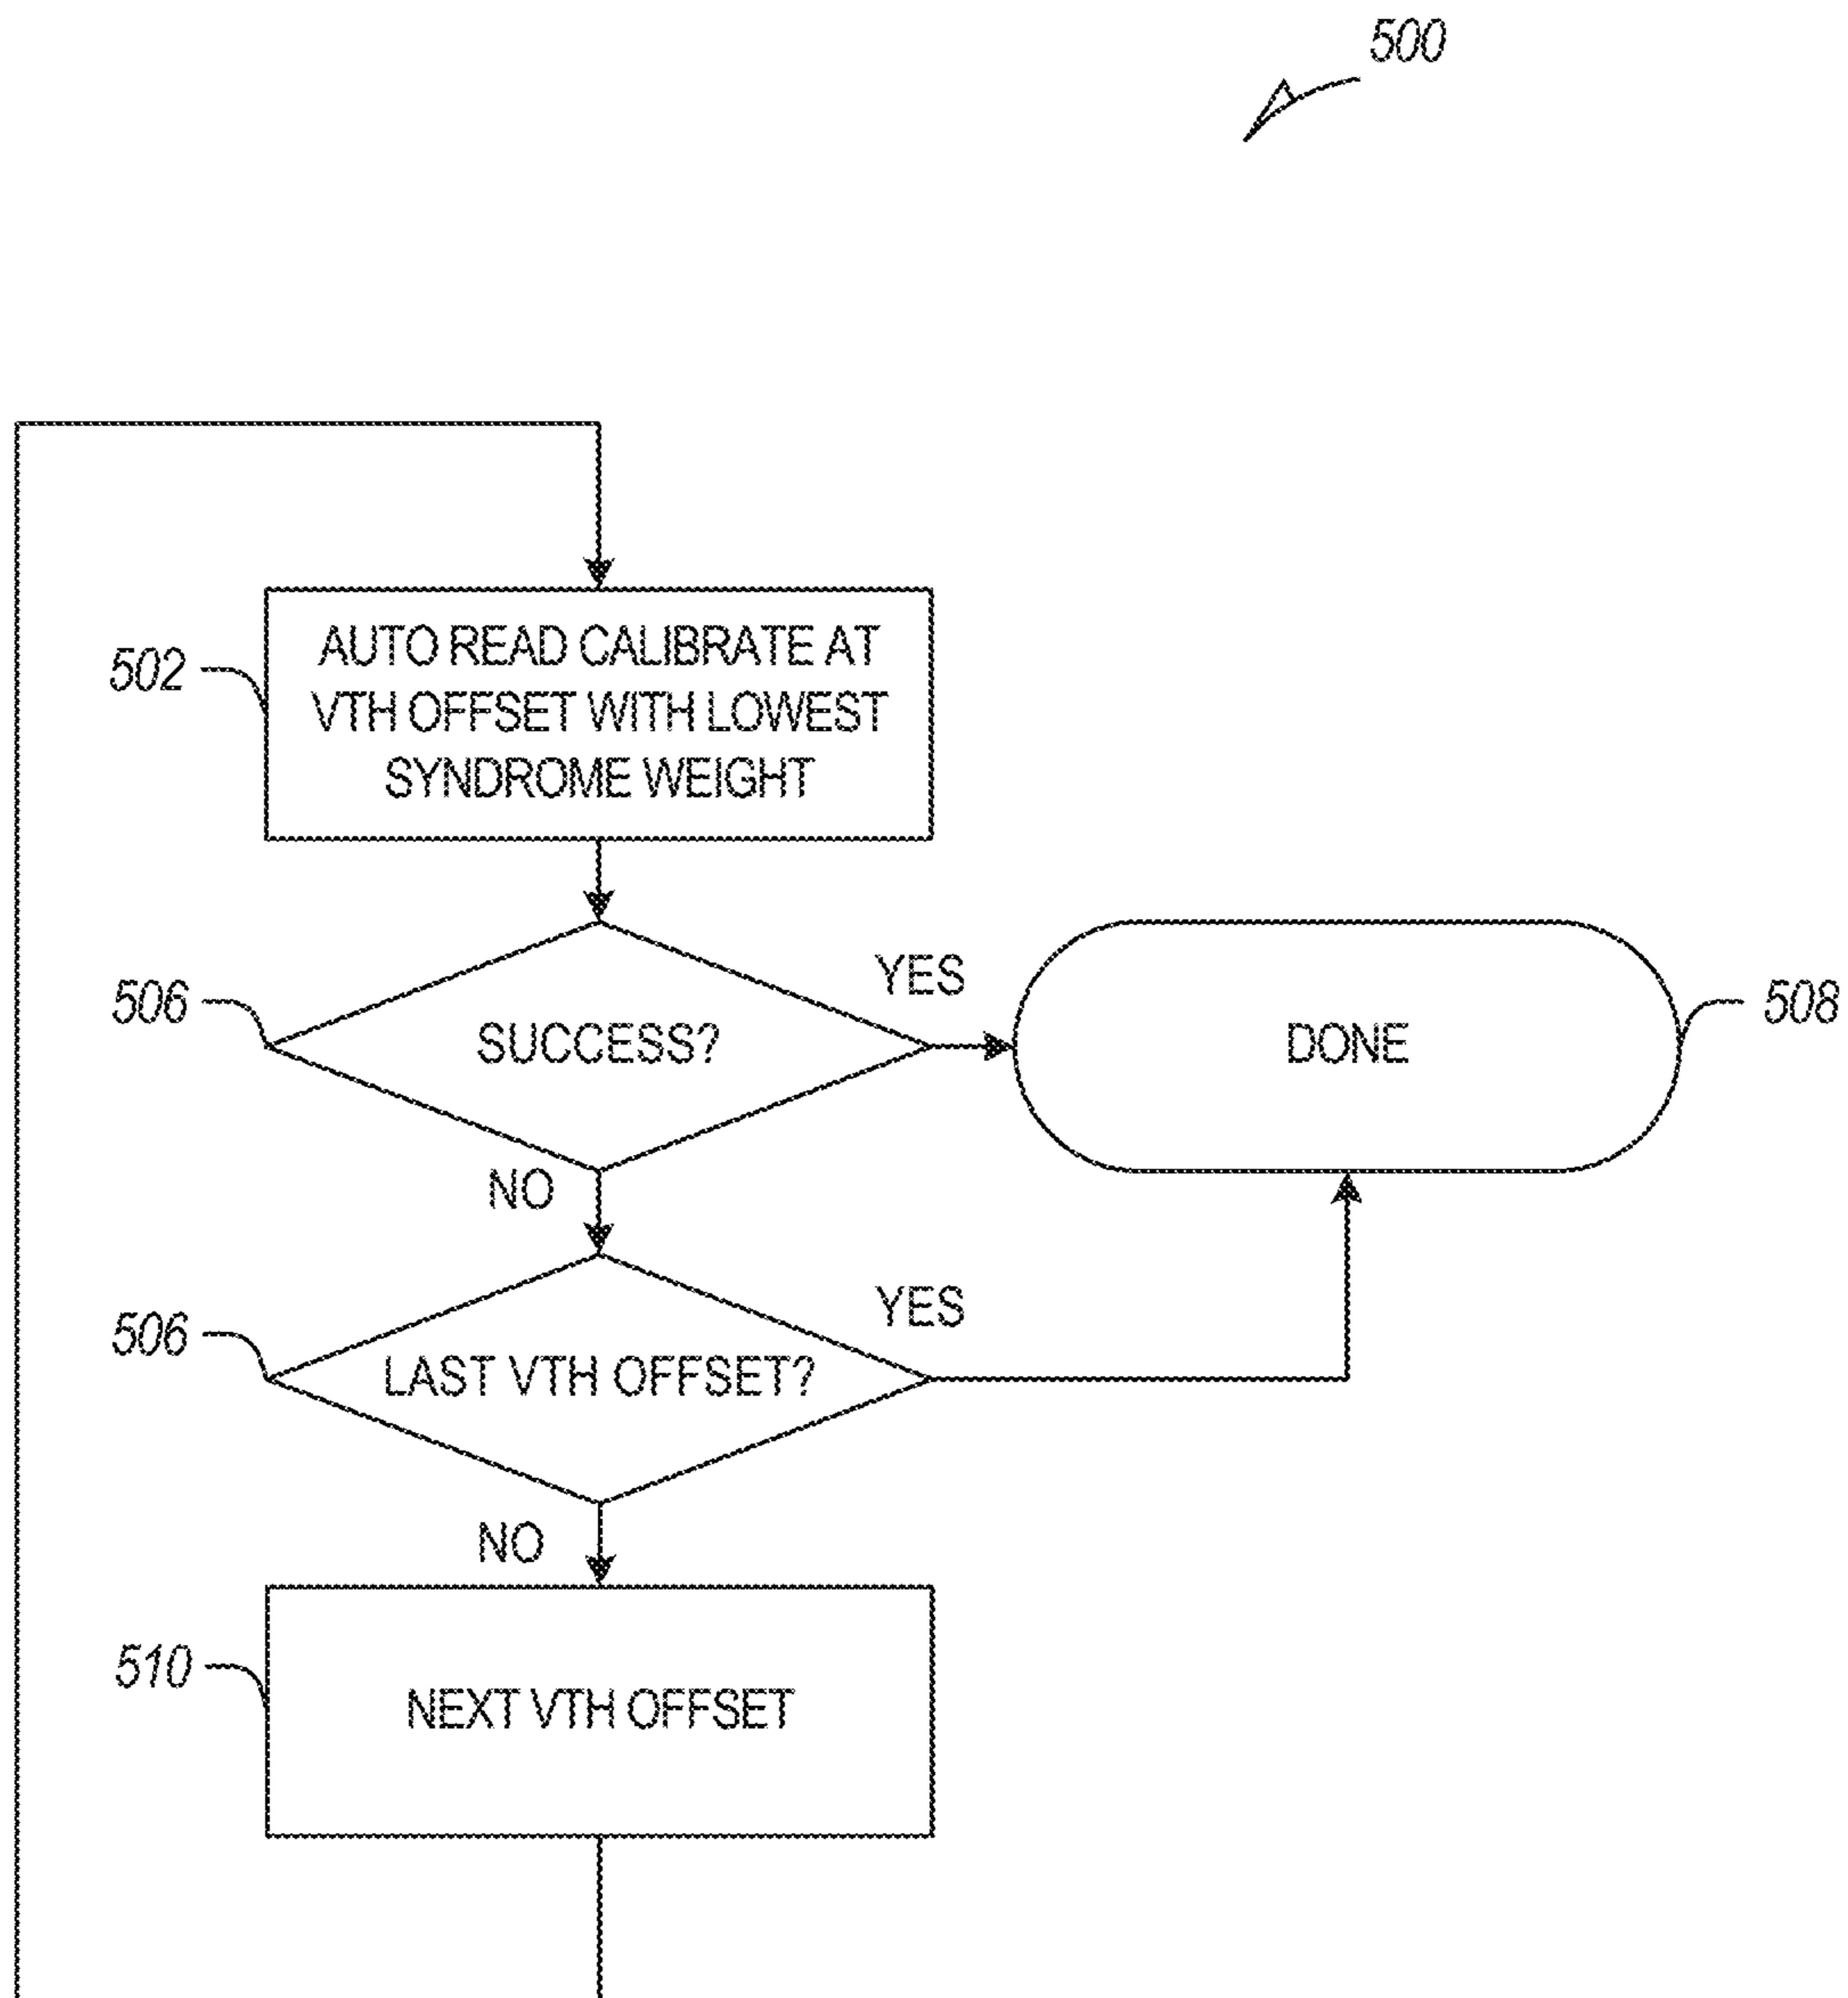 500
502
AUTO READ CALIBRATE AT
VTH OFFSET WITH LOWEST
SYNDROME WEIGHT
506
SUCCESS?
YES
DONE
508
NO
506
LAST VTH OFFSET?
YES
NO
510
NEXT VTH OFFSET